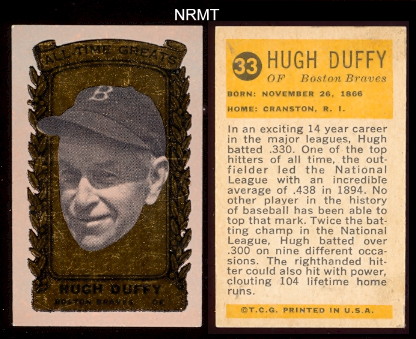 NRMT
ALL TIME GREATS
B
HUGH DUFFY
BOSTON BRAVES OF
33 HUGH DUFFY
OF Boston Braves
BORN: NOVEMBER 26, 1866
HOME: CRANSTON, R. I.
In an exciting 14 year career
in the major leagues, Hugh
batted .330. One of the top
hitters of all time, the out-
fielder led the National
League with an incredible
average of .438 in 1894. No
other player in the history
of baseball has been able to
top that mark. Twice the bat-
ting champ in the National
League, Hugh batted over
.300 on nine different occa-
sions. The righthanded hit-
ter could also hit with power,
clouting 104 lifetime home
runs.
©T.C.G. PRINTED IN U.S.A.